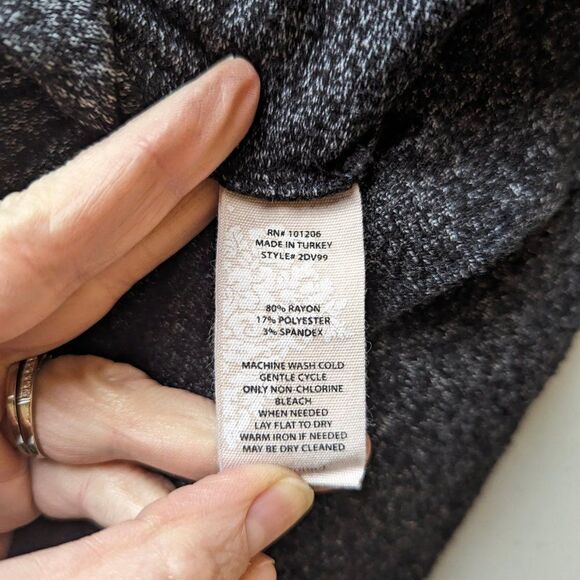 RN# 101206
MADE IN TURKEY
STYLE# 2DV99
80% RAYON
17% POLYESTER
3% SPANDEX
MACHINE WASH COLD
GENTLE CYCLE
ONLY NON-CHLORINE
BLEACH
WHEN NEEDED
LAY FLAT TO DRY
WARM IRON IF NEEDED
MAY BE DRY CLEANED